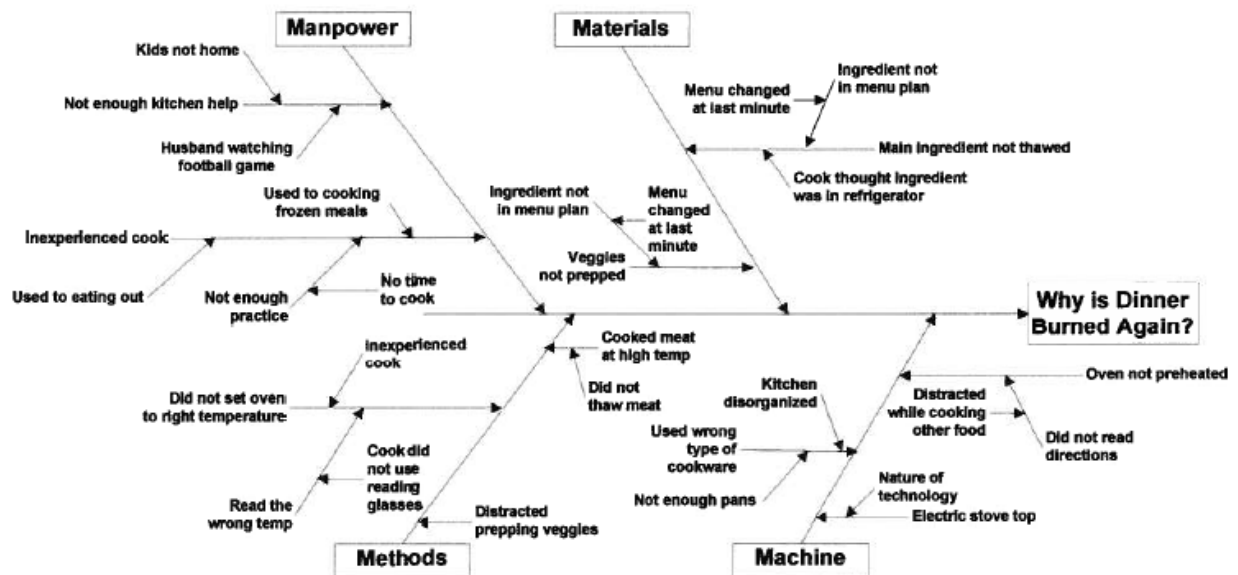 Manpower
Materials
Kids not home
Not enough kitchen help
Husband watching
football game
Used to cooking
frozen meals
Inexperienced cook
Used to eating out
Not enough
practice
No time
to cook
Menu changed
at last minute
Ingredient not
in menu plan
Main ingredient not thawed
Cook thought ingredient
was in refrigerator
Ingredient not
in menu plan
Menu
changed
at last
minute
Veggies
not prepped
Why is Dinner
Burned Again?
Inexperienced
cook
Did not set oven
to right temperature
Cook did
not use
reading
glasses
Read the
wrong temp
Cooked meat
at high temp
Did not
thaw meat
Distracted
prepping veggies
Methods
Kitchen
disorganized
Used wrong
type of
cookware
Not enough pans
Oven not preheated
Distracted
while cooking
other food
Did not read
directions
Nature of
technology
Electric stove top
Machine